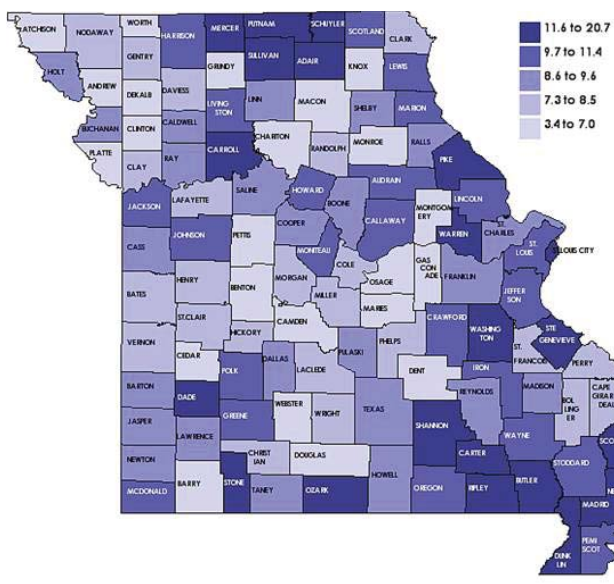 11.6 to 20.7
9.7 to 11.4
8.6 to 9.6
7.3 to 8.5
3.4 to 7.0
ATCHISON
NODAWAY
WORTH
HARRISON
MERCER
PUTNAM
SCHUYLER
SCOTLAND
CLARK
HOLT
GENTRY
SULLIVAN
ADAIR
KNOX
LEWIS
GRUNDY
ANDREW
DEKALB
DAVIESS
LIVING
STON
LINN
MACON
SHELBY
MARION
BUCHANAN
CLINTON
CALDWELL
CHARTON
RANDOLPH
MONROE
RALLS
PLATTE
CLAY
RAY
CARROLL
PIKE
AUDRAIN
LAFAYETTE
SALINE
HOWARD
BOONE
MONTGOM
ERY
LINCOLN
JACKSON
CALLAWAY
WARREN
ST.
CHARLES
JOHNSON
PETTIS
COOPER
MONITEAU
COLE
ST.
LOUIS
ST.LOUIS CITY
CASS
GAS
CON
ADE
FRANKLIN
OSAGE
HENRY
BENTON
MORGAN
MILLER
JEFFER
SON
BATES
MARIES
ST.CLAIR
CAMDEN
CRAWFORD
WASHING
TON
STE
GENEVIEVE
HICKORY
PHELPS
ST.
FRANCOIS
VERNON
CEDAR
DALLAS
PULASKI
PERRY
POLK
LACLEDE
DENT
IRON
BARTON
REYNOLDS
MADISON
CAPE
GIRAR
DEAU
BOL
LING
ER
DADE
WEBSTER
WRIGHT
TEXAS
GREENE
JASPER
SHANNON
WAYNE
LAWRENCE
CHRIST
IAN
DOUGLAS
CARTER
STODDARD
NEWTON
HOWELL
BARRY
STONE
TANEY
OZARK
OREGON
RIPLEY
BUTLER
MCDONALD
SCO
NE
MADRID
DUNK
LIN
PEMI
SCOT